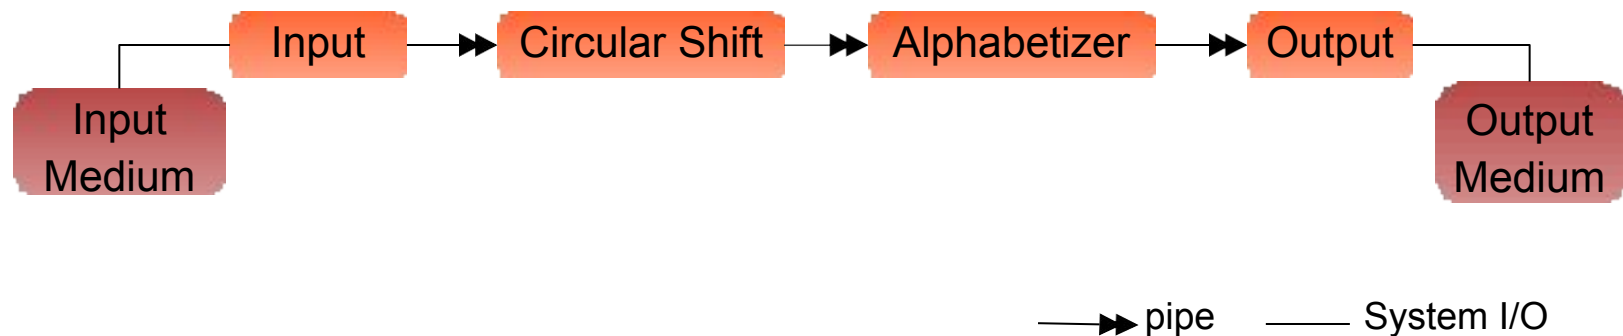 Input
Circular Shift
Alphabetizer
Output
Input
Medium
Output
Medium
pipe
System I/O